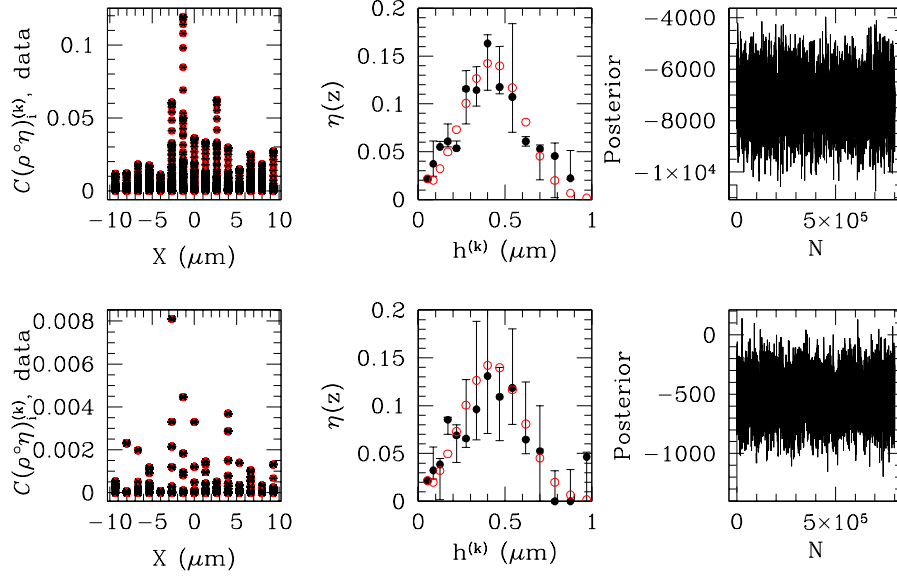 C(ρ°η)ᵢ⁽ᵏ⁾, data
0.1
0.05
0
−10 −5 0 5 10
X (μm)
η(z)
0.2
0.15
0.1
0.05
0
0 0.5 1
h⁽ᵏ⁾ (μm)
Posterior
−4000
−6000
−8000
−1×10⁴
0 5×10⁵
N
C(ρ°η)ᵢ⁽ᵏ⁾, data
0.008
0.006
0.004
0.002
0
−10 −5 0 5 10
X (μm)
η(z)
0.2
0.15
0.1
0.05
0
0 0.5 1
h⁽ᵏ⁾ (μm)
Posterior
0
−500
−1000
0 5×10⁵
N